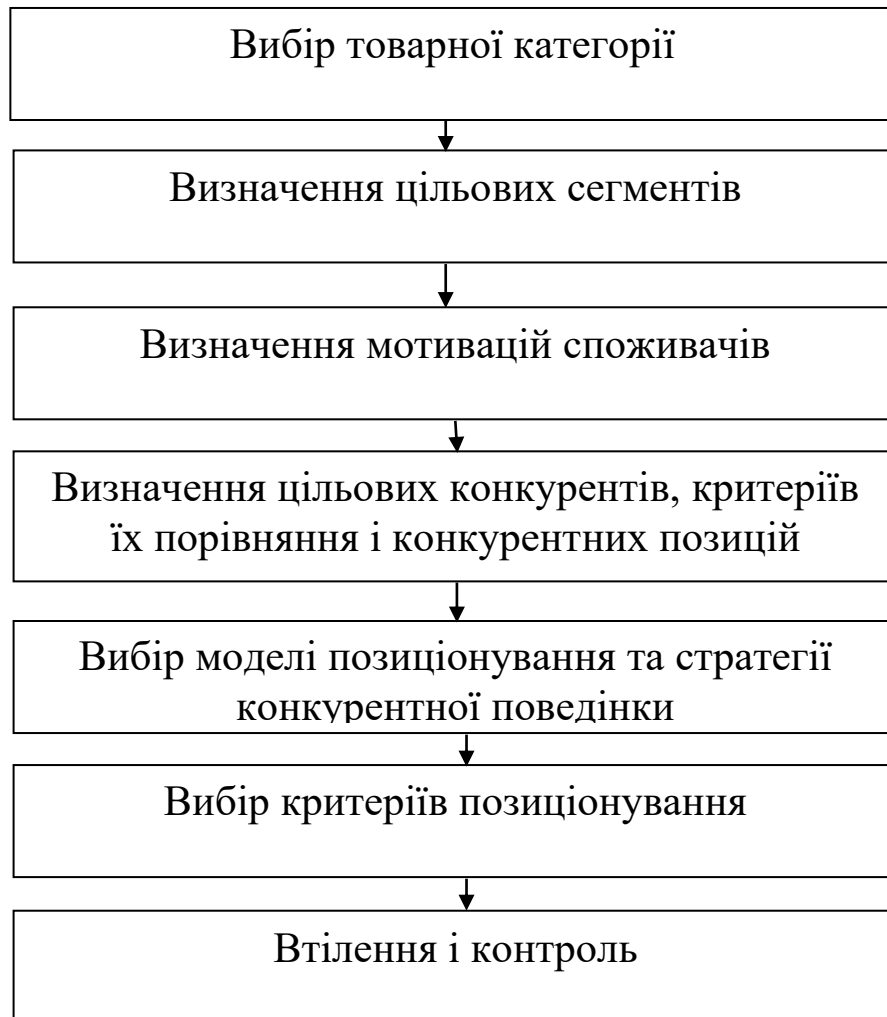 Вибір товарної категорії
Визначення цільових сегментів
Визначення мотивацій споживачів
Визначення цільових конкурентів, критеріїв
їх порівняння і конкурентних позицій
Вибір моделі позиціонування та стратегії
конкурентної поведінки
Вибір критеріїв позиціонування
Втілення і контроль